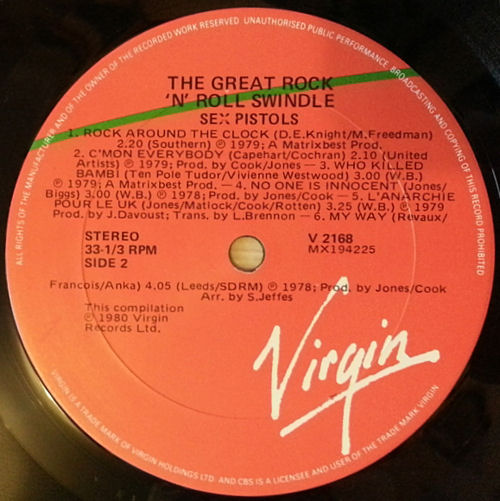 ALL RIGHTS OF THE MANUFACTURER AND OF THE OWNER OF THE RECORDED WORK RESERVED UNAUTHORISED PUBLIC PERFORMANCE, BROADCASTING AND COPYING OF THIS RECORD PROHIBITED
THE GREAT ROCK
'N' ROLL SWINDLE
SEX PISTOLS
1. ROCK AROUND THE CLOCK (D.E.Knight/M.Freedman)
2.20 (Southern) ℗ 1979; A Matrixbest Prod.
2. C'MON EVERYBODY (Capehart/Cochran) 2.10 (United
Artists) ℗ 1979; Prod. by Cook/Jones — 3. WHO KILLED
BAMBI (Ten Pole Tudor/Vivienne Westwood) 3.00 (W.B.)
℗ 1979; A Matrixbest Prod. — 4. NO ONE IS INNOCENT (Jones/
Biggs) 3.00 (W.B.) ℗ 1978; Prod. by Jones/Cook — 5. L'ANARCHIE
POUR LE UK (Jones/Matlock/Cook/Rotten) 3.25 (W.B.) ℗ 1979
Prod. by J.Davoust; Trans. by L.Brennon — 6. MY WAY (Revaux/
STEREO
33-1/3 RPM
SIDE 2
V 2168
MX194225
Francois/Anka) 4.05 (Leeds/SDRM) ℗ 1978; Prod. by Jones/Cook
Arr. by S.Jeffes
This compilation
℗ 1980 Virgin
Records Ltd.
Virgin
VIRGIN IS A TRADE MARK OF VIRGIN HOLDINGS LTD. AND CBS IS A LICENSEE AND USER OF THE TRADE MARK VIRGIN